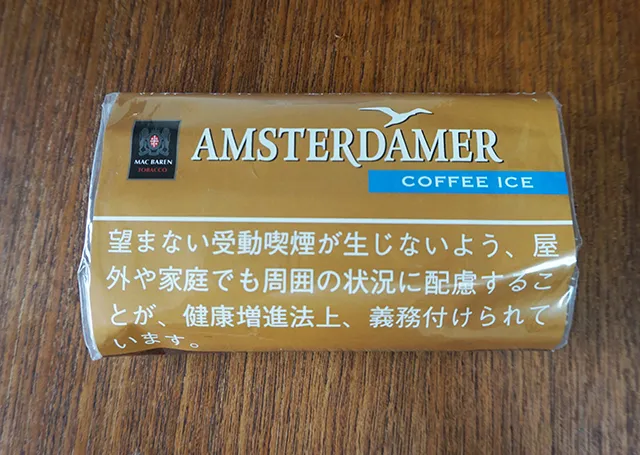 AMSTERDAMER
MAC BAREN
TOBACCO
COFFEE ICE
望まない受動喫煙が生じないよう、屋
外や家庭でも周囲の状況に配慮するこ
とが、健康増進法上、義務付けられて
います。